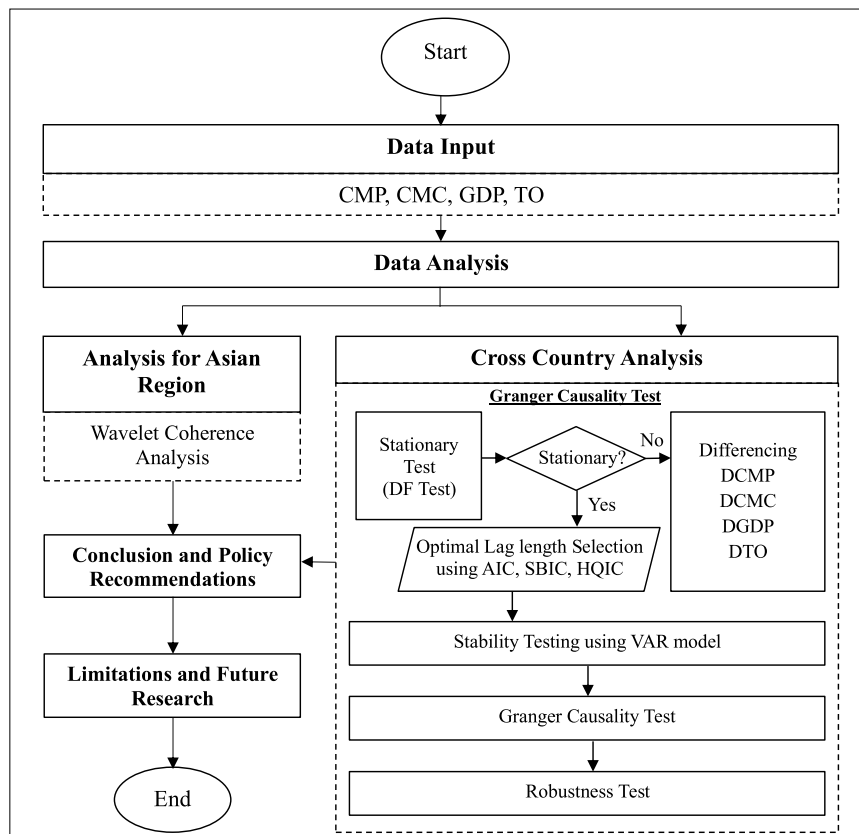 Start
Data Input
CMP, CMC, GDP, TO
Data Analysis
Analysis for Asian
Region
Wavelet Coherence
Analysis
Conclusion and Policy
Recommendations
Limitations and Future
Research
End
Cross Country Analysis
Granger Causality Test
Stationary
Test
(DF Test)
Stationary?
No
Yes
Differencing
DCMP
DCMC
DGDP
DTO
Optimal Lag length Selection
using AIC, SBIC, HQIC
Stability Testing using VAR model
Granger Causality Test
Robustness Test